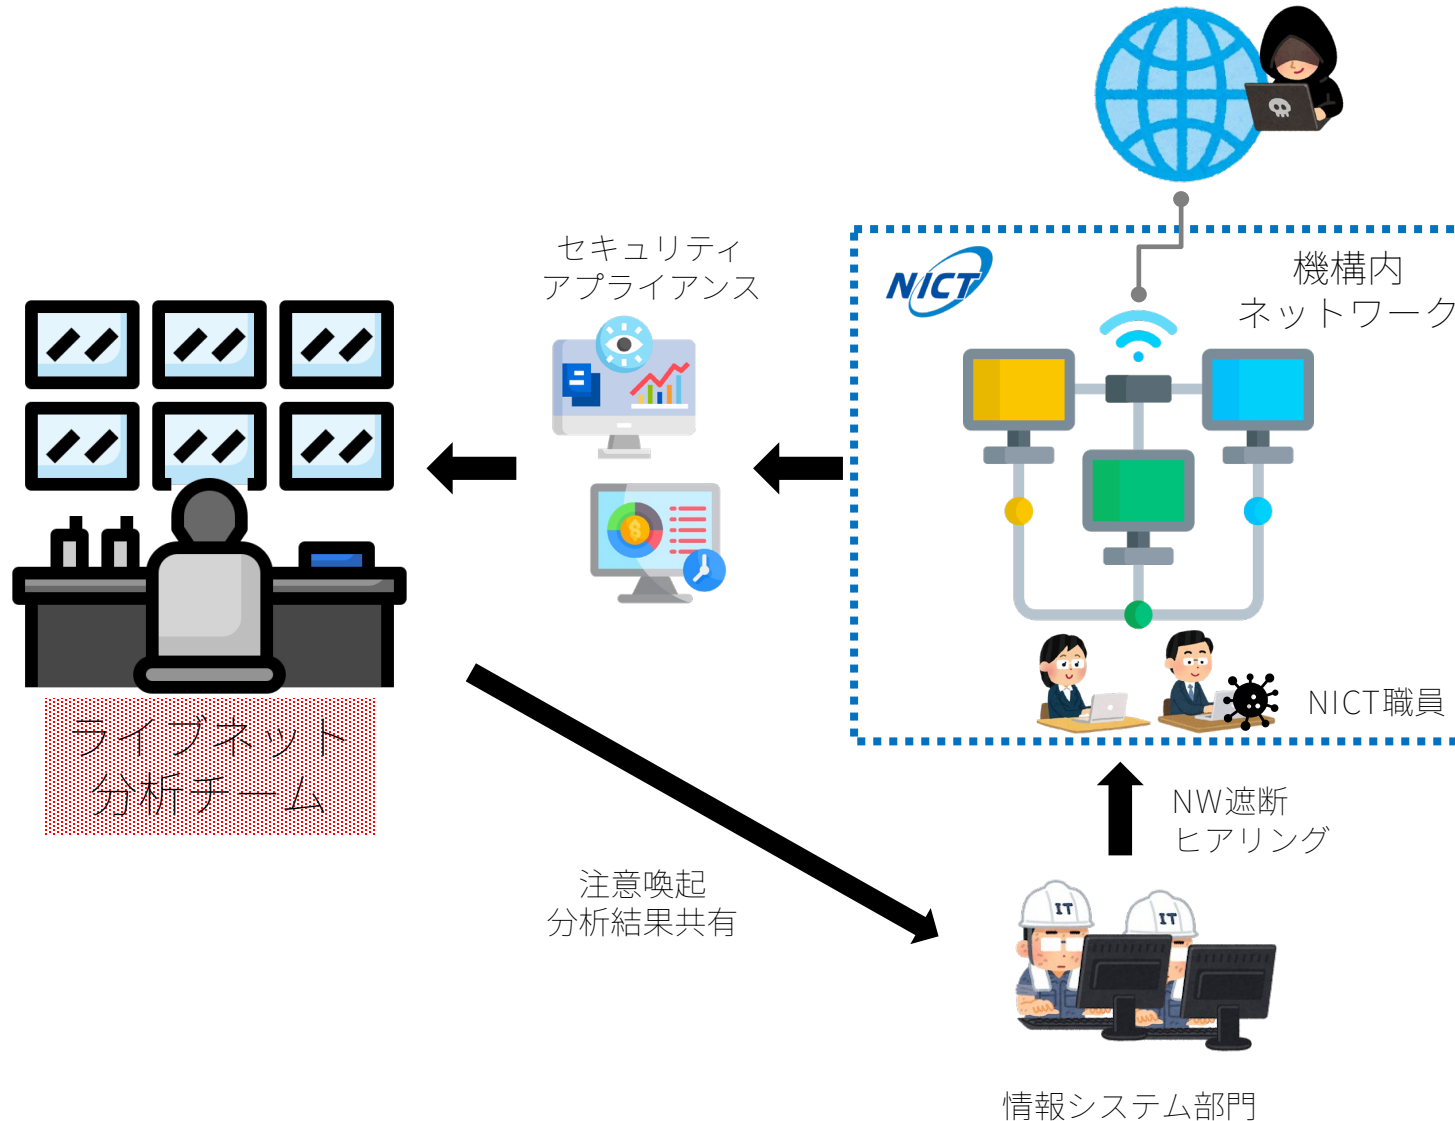 セキュリティ
アプライアンス
NICT
機構内
ネットワーク
NICT職員
ライブネット
分析チーム
NW遮断
ヒアリング
注意喚起
分析結果共有
IT
IT
情報システム部門